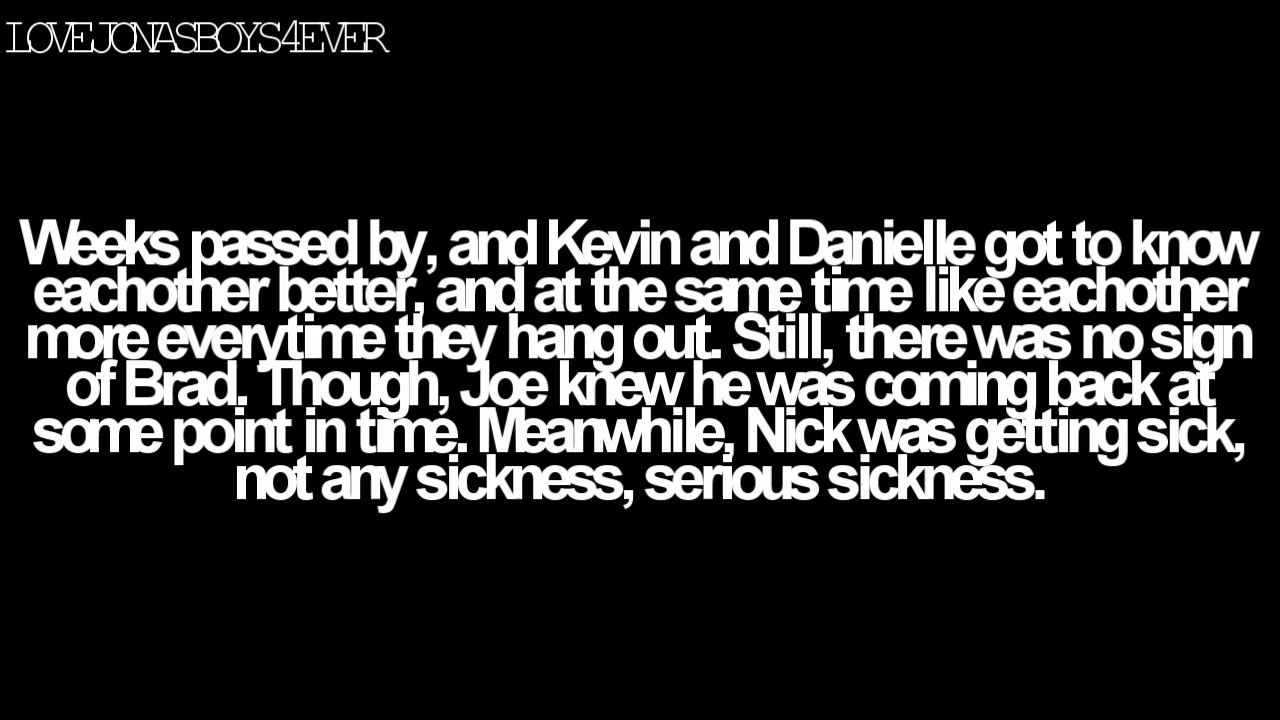 LOVEJONASBOYS4EVER
Weeks passed by, and Kevin and Danielle got to know
eachother better, and at the same time like eachother
more everytime they hang out. Still, there was no sign
of Brad. Though, Joe knew he was coming back at
some point in time. Meanwhile, Nick was getting sick,
not any sickness, serious sickness.